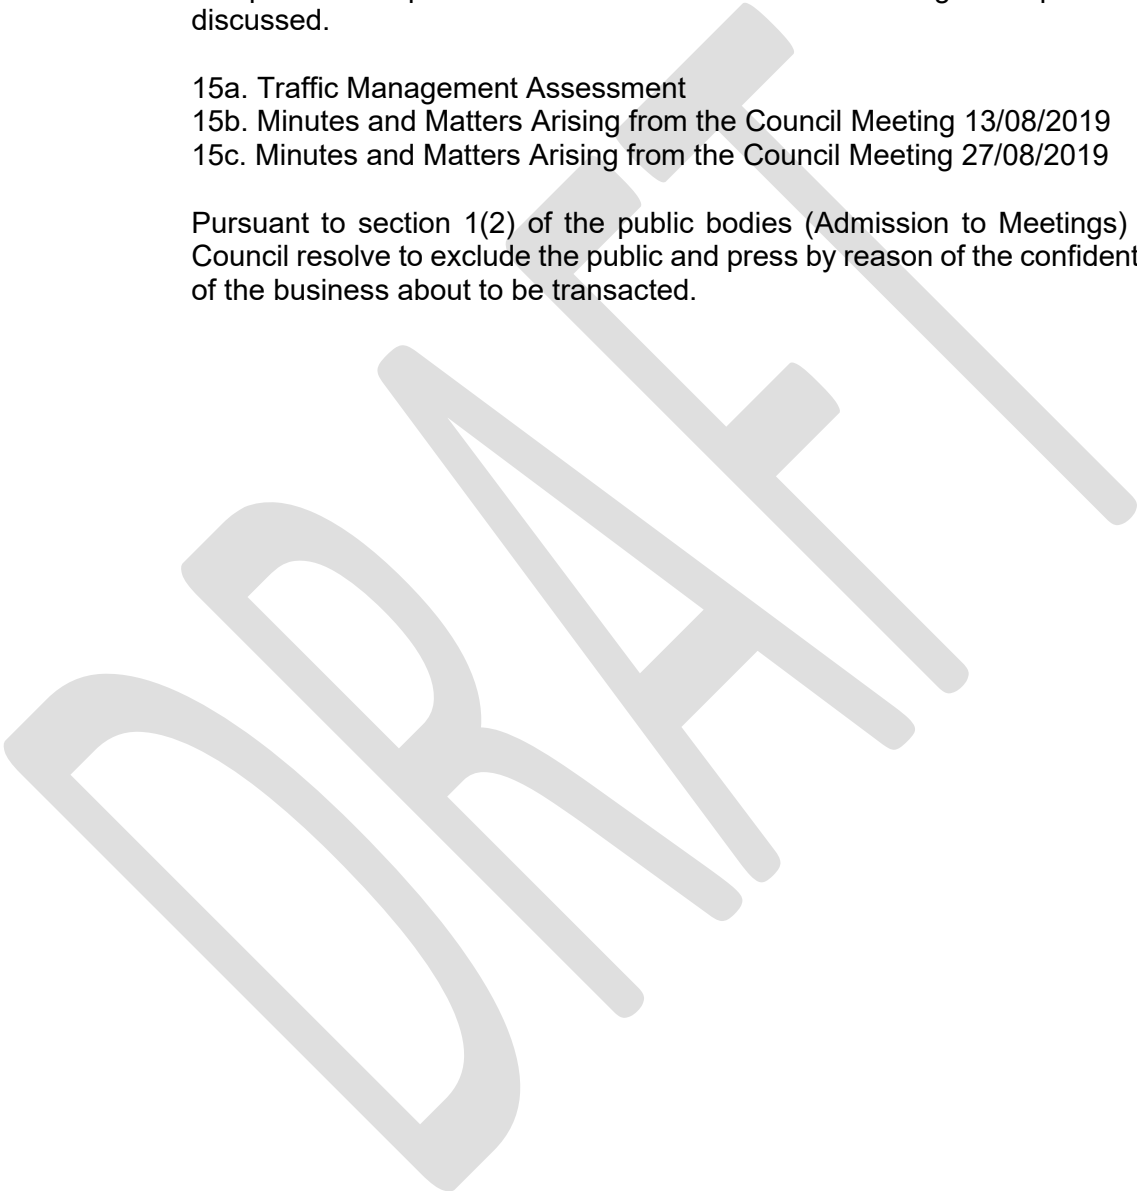 discussed.
15a. Traffic Management Assessment
15b. Minutes and Matters Arising from the Council Meeting 13/08/2019
15c. Minutes and Matters Arising from the Council Meeting 27/08/2019
Pursuant to section 1(2) of the public bodies (Admission to Meetings)
Council resolve to exclude the public and press by reason of the confident
of the business about to be transacted.
DRAFT